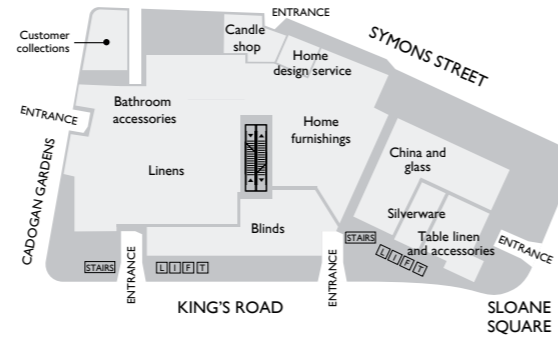 Customer
collections
Candle
shop
ENTRANCE
SYMONS STREET
Home
design service
ENTRANCE
Bathroom
accessories
Home
furnishings
China and
glass
Linens
CADOGAN GARDENS
Silverware
Blinds
Table linen
and accessories
ENTRANCE
STAIRS
LIFT
STAIRS
ENTRANCE
LIFT
ENTRANCE
KING'S ROAD
SLOANE
SQUARE